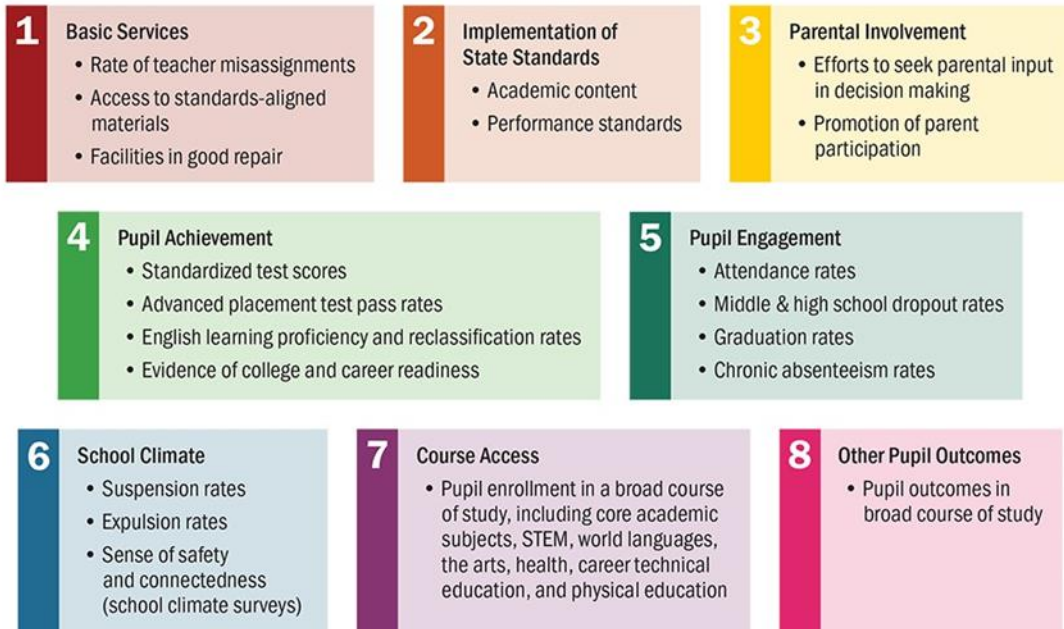 1
Basic Services
• Rate of teacher misassignments
• Access to standards-aligned
materials
• Facilities in good repair
2
Implementation of
State Standards
• Academic content
• Performance standards
3
Parental Involvement
• Efforts to seek parental input
in decision making
• Promotion of parent
participation
4
Pupil Achievement
• Standardized test scores
• Advanced placement test pass rates
• English learning proficiency and reclassification rates
• Evidence of college and career readiness
5
Pupil Engagement
• Attendance rates
• Middle & high school dropout rates
• Graduation rates
• Chronic absenteeism rates
6
School Climate
• Suspension rates
• Expulsion rates
• Sense of safety
and connectedness
(school climate surveys)
7
Course Access
• Pupil enrollment in a broad course
of study, including core academic
subjects, STEM, world languages,
the arts, health, career technical
education, and physical education
8
Other Pupil Outcomes
• Pupil outcomes in
broad course of study